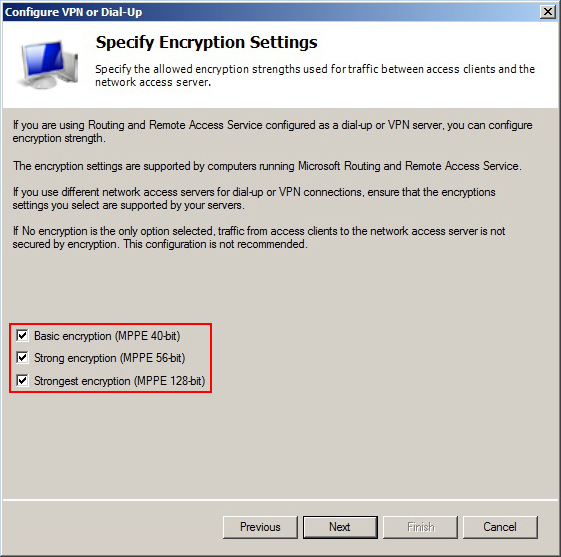 Configure VPN or Dial-Up
Specify Encryption Settings
Specify the allowed encryption strengths used for traffic between access clients and the
network access server.
If you are using Routing and Remote Access Service configured as a dial-up or VPN server, you can configure
encryption strength.
The encryption settings are supported by computers running Microsoft Routing and Remote Access Service.
If you use different network access servers for dial-up or VPN connections, ensure that the encryptions
settings you select are supported by your servers.
If No encryption is the only option selected, traffic from access clients to the network access server is not
secured by encryption. This configuration is not recommended.
Basic encryption (MPPE 40-bit)
Strong encryption (MPPE 56-bit)
Strongest encryption (MPPE 128-bit)
Previous Next Finish Cancel